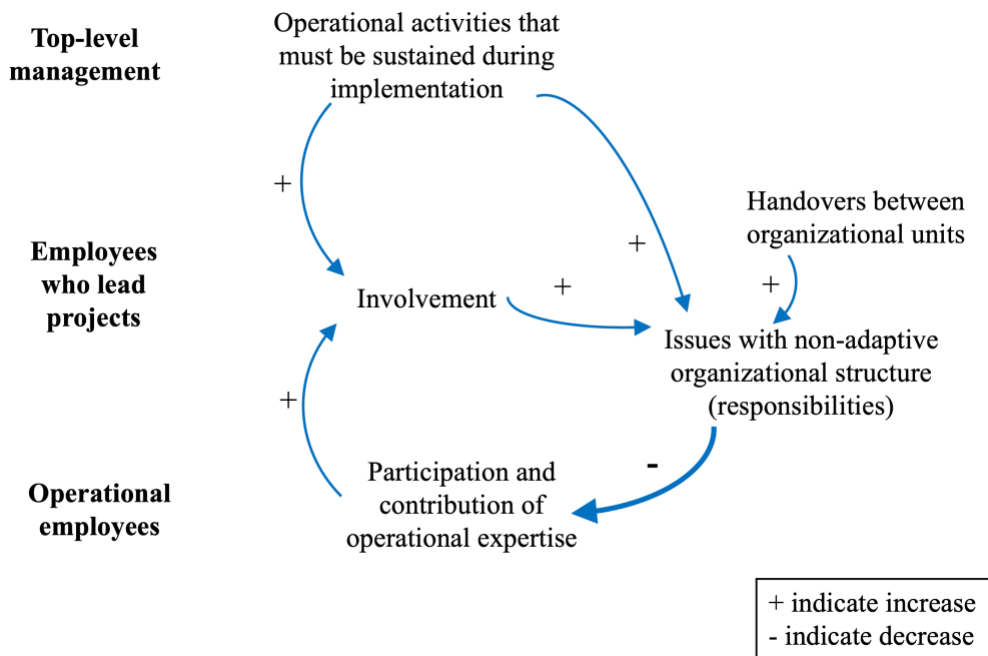 Top-level
management
Operational activities that
must be sustained during
implementation
+
+
Handovers between
organizational units
+
Employees
who lead
projects
Involvement
+
Issues with non-adaptive
organizational structure
(responsibilities)
+
-
Operational
employees
Participation and
contribution of
operational expertise
+ indicate increase
- indicate decrease